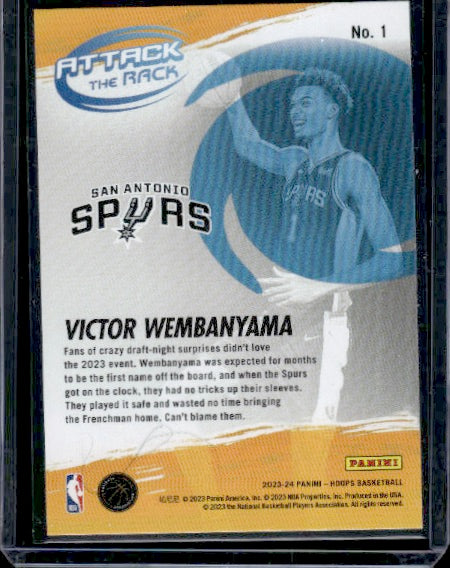 No. 1
ATTACK
THE RACK
SAN ANTONIO
SPURS
SPURS
1
VICTOR WEMBANYAMA
Fans of crazy draft-night surprises didn't love
the 2023 event. Wembanyama was expected for months
to be the first name off the board, and when the Spurs
got on the clock, they had no tricks up their sleeves.
They played it safe and wasted no time bringing
the Frenchman home. Can't blame them.
PANINI
2023-24 PANINI – HOOPS BASKETBALL
© 2023 Panini America, Inc. © 2023 NBA Properties, Inc. Produced in the USA.
© 2023 the National Basketball Players Association. All rights reserved.